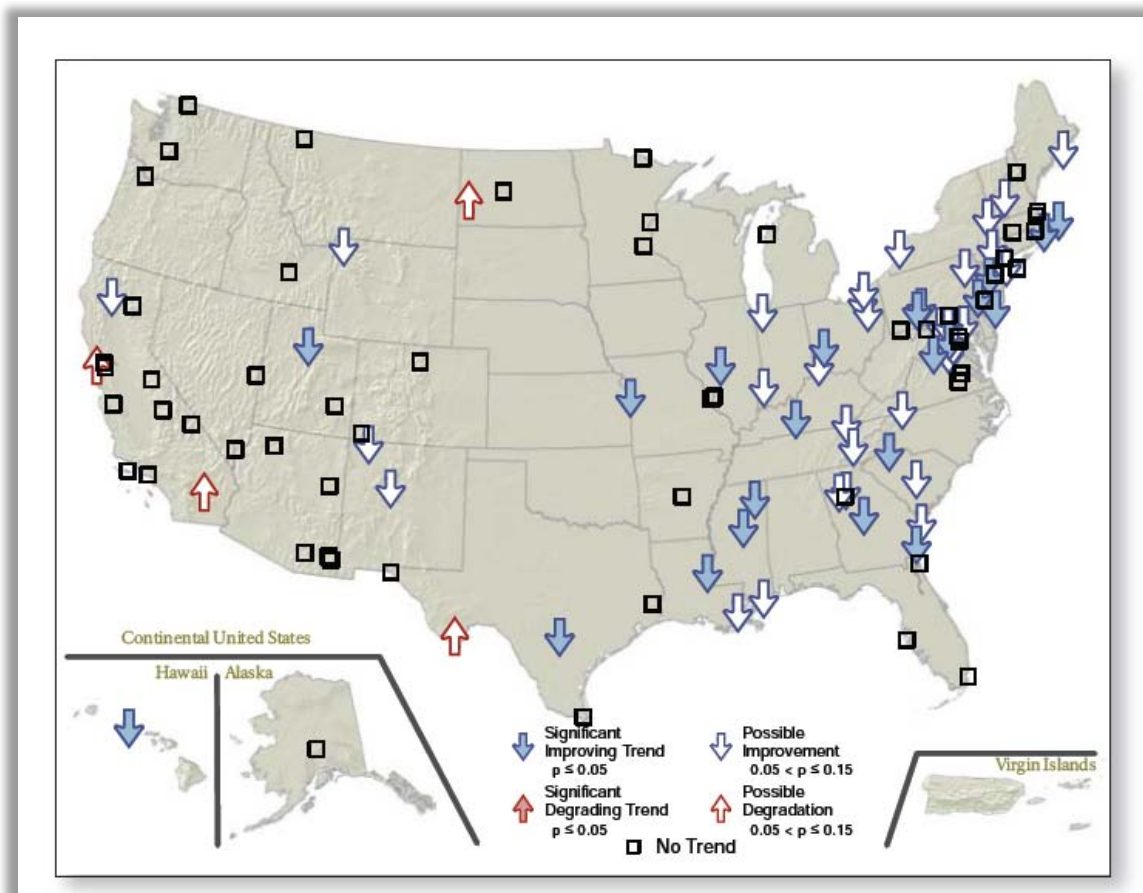 Continental United States
Hawaii
Alaska
Virgin Islands
Significant
Improving Trend
p ≤ 0.05
Possible
Improvement
0.05 < p ≤ 0.15
Significant
Degrading Trend
p ≤ 0.05
Possible
Degradation
0.05 < p ≤ 0.15
No Trend